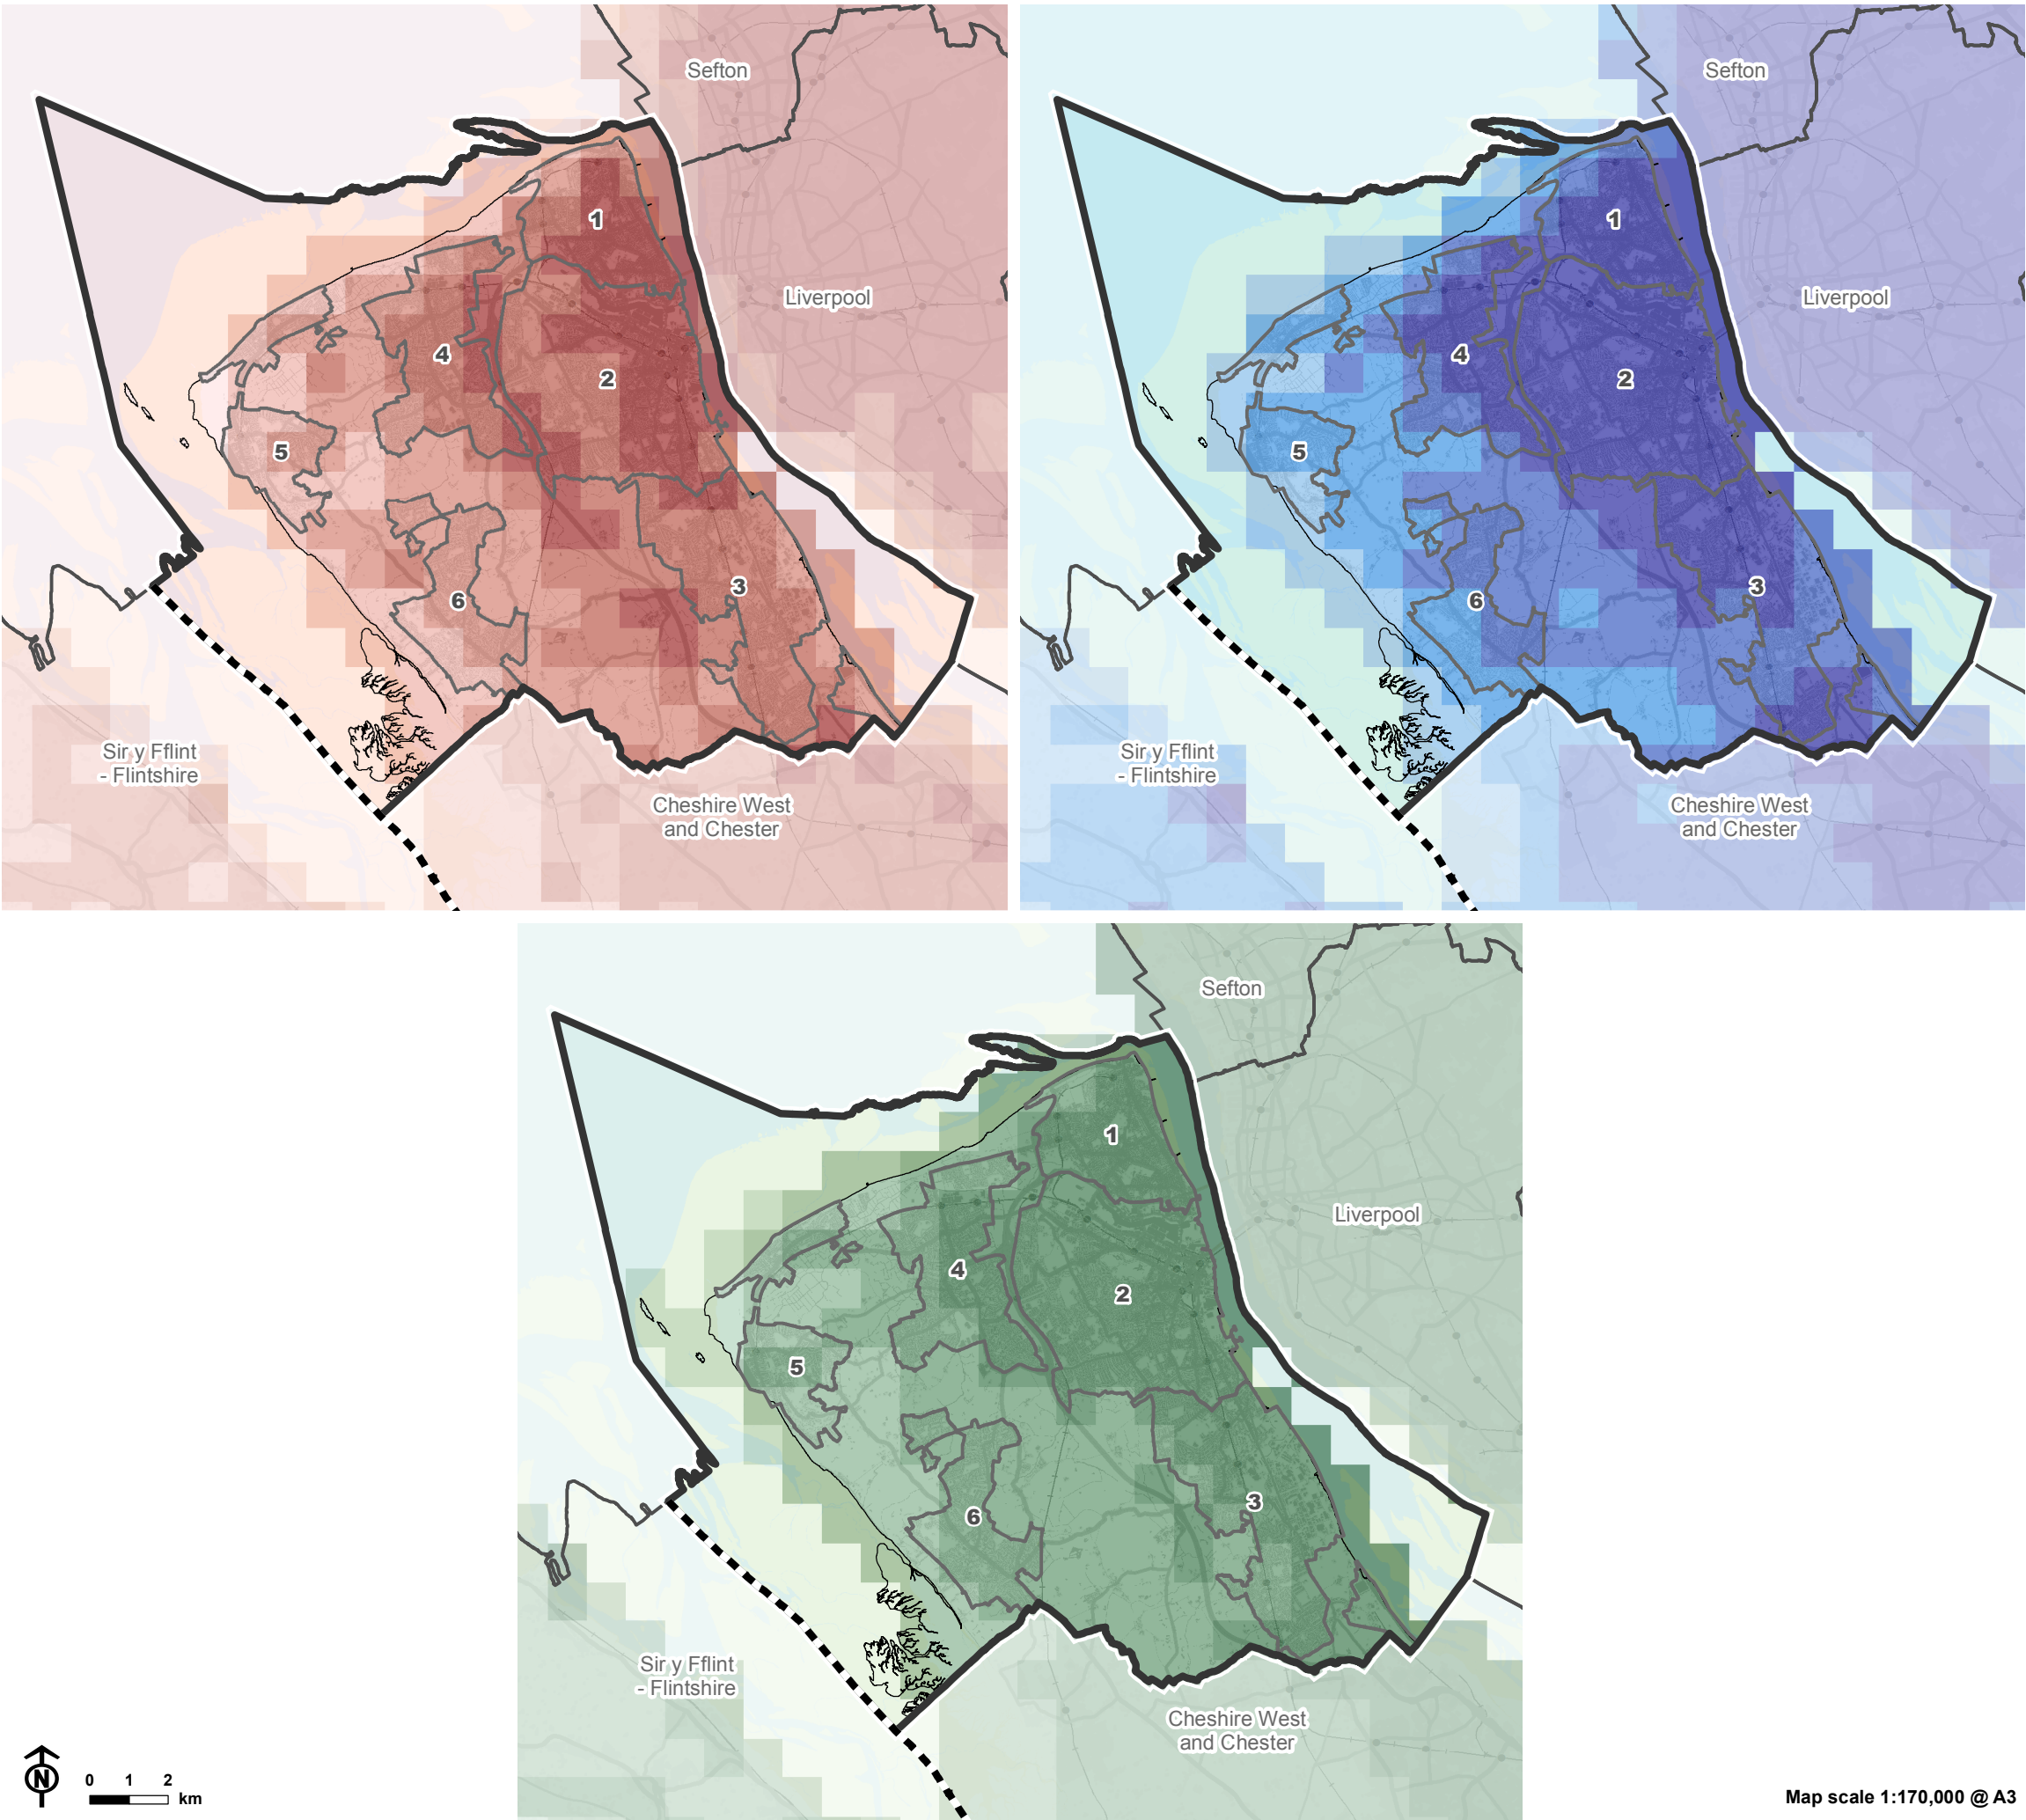 Sefton
1
Liverpool
4
2
5
3
6
Sir y Fflint
- Flintshire
Cheshire West
and Chester
Sefton
1
Liverpool
4
2
5
3
6
Sir y Fflint
- Flintshire
Cheshire West
and Chester
Sefton
1
Liverpool
4
2
5
3
6
Sir y Fflint
- Flintshire
Cheshire West
and Chester
N
0 1 2
km
Map scale 1:170,000 @ A3